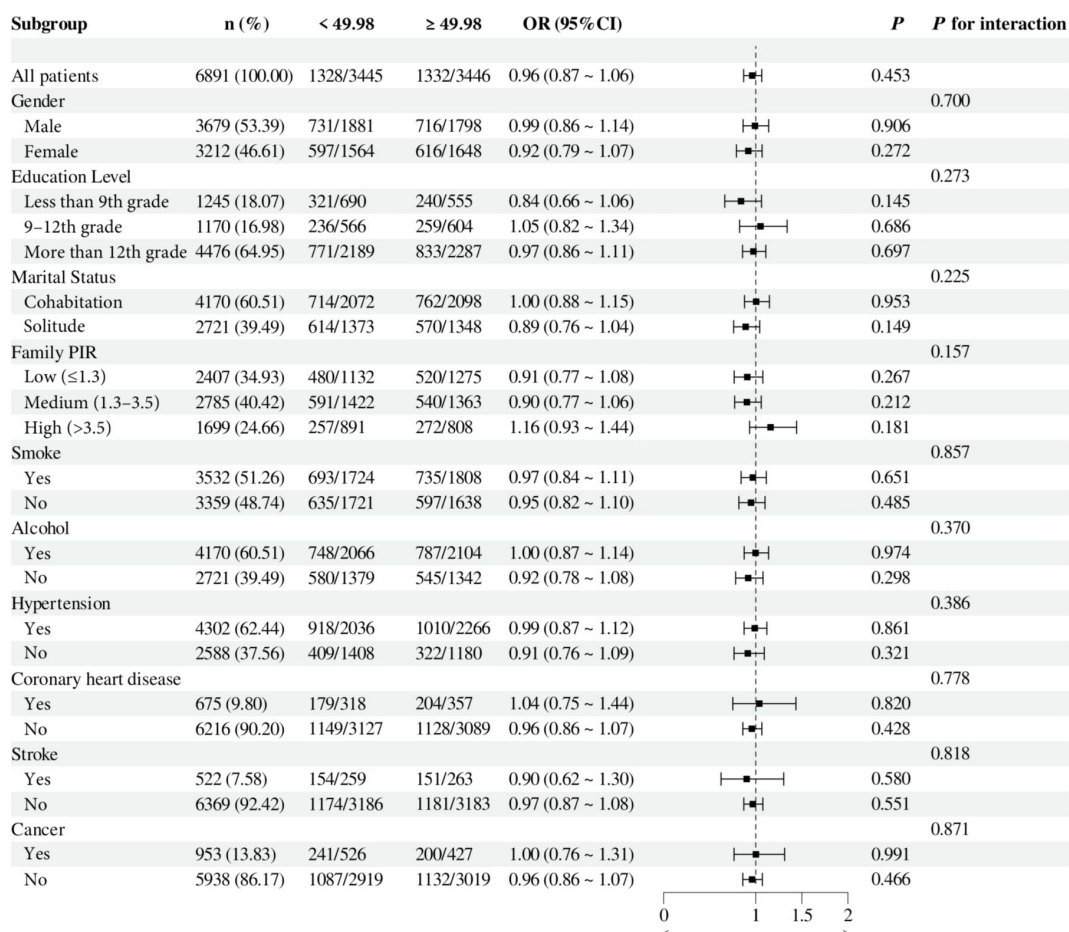 Subgroup n (%) < 49.98 ≥ 49.98 OR (95%CI) P P for interaction
All patients 6891 (100.00) 1328/3445 1332/3446 0.96 (0.87 ~ 1.06) 0.453
Gender 0.700
Male 3679 (53.39) 731/1881 716/1798 0.99 (0.86 ~ 1.14) 0.906
Female 3212 (46.61) 597/1564 616/1648 0.92 (0.79 ~ 1.07) 0.272
Education Level 0.273
Less than 9th grade 1245 (18.07) 321/690 240/555 0.84 (0.66 ~ 1.06) 0.145
9–12th grade 1170 (16.98) 236/566 259/604 1.05 (0.82 ~ 1.34) 0.686
More than 12th grade 4476 (64.95) 771/2189 833/2287 0.97 (0.86 ~ 1.11) 0.697
Marital Status 0.225
Cohabitation 4170 (60.51) 714/2072 762/2098 1.00 (0.88 ~ 1.15) 0.953
Solitude 2721 (39.49) 614/1373 570/1348 0.89 (0.76 ~ 1.04) 0.149
Family PIR 0.157
Low (≤1.3) 2407 (34.93) 480/1132 520/1275 0.91 (0.77 ~ 1.08) 0.267
Medium (1.3–3.5) 2785 (40.42) 591/1422 540/1363 0.90 (0.77 ~ 1.06) 0.212
High (>3.5) 1699 (24.66) 257/891 272/808 1.16 (0.93 ~ 1.44) 0.181
Smoke 0.857
Yes 3532 (51.26) 693/1724 735/1808 0.97 (0.84 ~ 1.11) 0.651
No 3359 (48.74) 635/1721 597/1638 0.95 (0.82 ~ 1.10) 0.485
Alcohol 0.370
Yes 4170 (60.51) 748/2066 787/2104 1.00 (0.87 ~ 1.14) 0.974
No 2721 (39.49) 580/1379 545/1342 0.92 (0.78 ~ 1.08) 0.298
Hypertension 0.386
Yes 4302 (62.44) 918/2036 1010/2266 0.99 (0.87 ~ 1.12) 0.861
No 2588 (37.56) 409/1408 322/1180 0.91 (0.76 ~ 1.09) 0.321
Coronary heart disease 0.778
Yes 675 (9.80) 179/318 204/357 1.04 (0.75 ~ 1.44) 0.820
No 6216 (90.20) 1149/3127 1128/3089 0.96 (0.86 ~ 1.07) 0.428
Stroke 0.818
Yes 522 (7.58) 154/259 151/263 0.90 (0.62 ~ 1.30) 0.580
No 6369 (92.42) 1174/3186 1181/3183 0.97 (0.87 ~ 1.08) 0.551
Cancer 0.871
Yes 953 (13.83) 241/526 200/427 1.00 (0.76 ~ 1.31) 0.991
No 5938 (86.17) 1087/2919 1132/3019 0.96 (0.86 ~ 1.07) 0.466
0 1 1.5 2